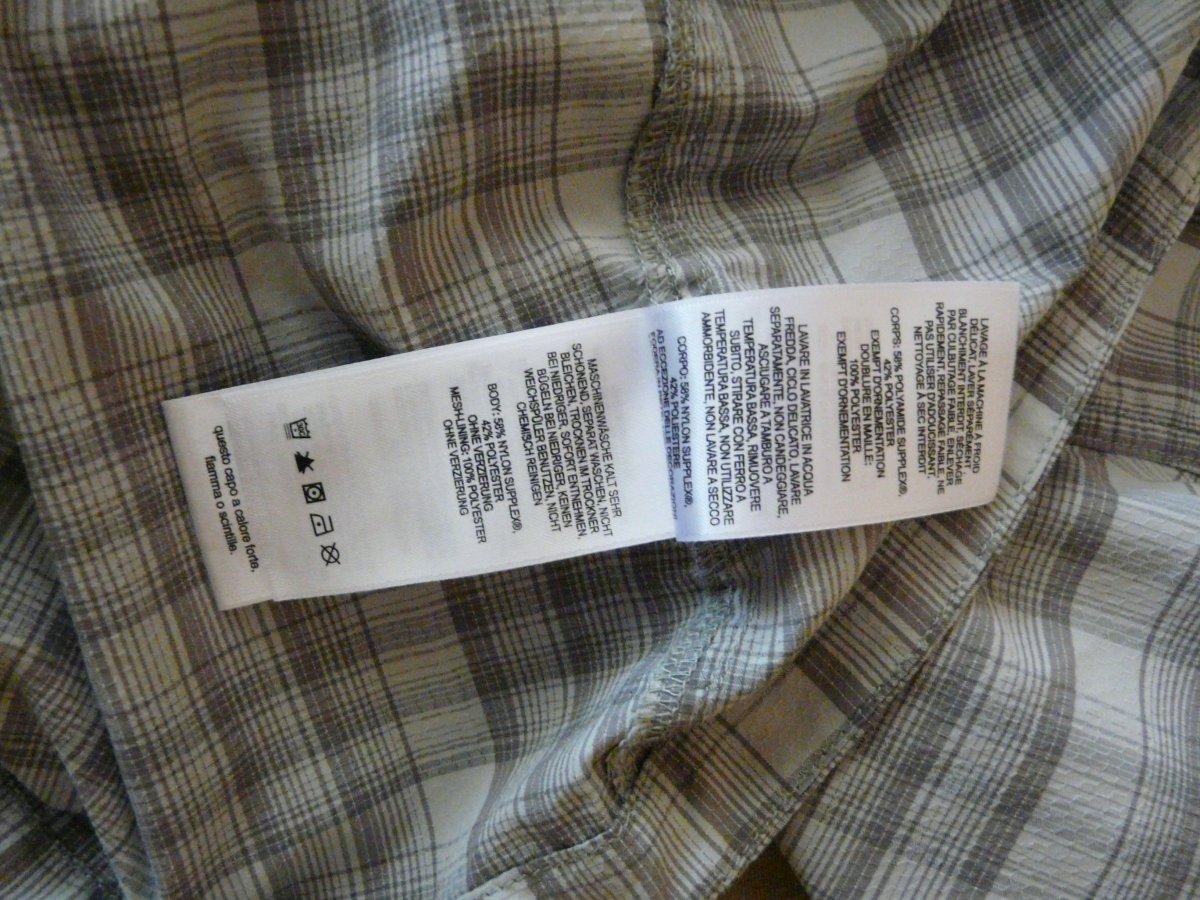 LAVAGE À LA MACHINE À FROID
DÉLICAT, LAVER SÉPARÉMENT
BLANCHIMENT INTERDIT, SÉCHAGE
PAR CULBUTAGE FAIBLE, ENLEVER
RAPIDEMENT, REPASSAGE FAIBLE, NE
PAS UTILISER D'ADOUCISSANT,
NETTOYAGE À SEC INTERDIT
CORPS: 58% POLYAMIDE SUPPLEX®,
42% POLYESTER
EXEMPT D'ORNEMENTATION
DOUBLURE EN MAILLE:
100% POLYESTER
EXEMPT D'ORNEMENTATION
LAVARE IN LAVATRICE IN ACQUA
FREDDA, CICLO DELICATO, LAVARE
SEPARATAMENTE, NON CANDEGGIARE,
ASCIUGARE A TAMBURO A
TEMPERATURA BASSA, RIMUOVERE
SUBITO, STIRARE CON FERRO A
TEMPERATURA BASSA, NON UTILIZZARE
AMMORBIDENTE, NON LAVARE A SECCO
CORPO: 58% NYLON SUPPLEX®,
42% POLIESTERE
AD ECCEZIONE DELLE DECORAZIONI
MASCHINENWÄSCHE KALT SEHR
SCHONEND, SEPARAT WASCHEN, NICHT
BLEICHEN, TROCKNEN IM TROCKNER
BEI NIEDRIGER, SOFORT ENTNEHMEN,
BÜGELN BEI NIEDRIGER, KEINEN
WEICHSPÜLER BENUTZEN, NICHT
CHEMISCH REINIGEN
BODY: 58% NYLON SUPPLEX®,
42% POLYESTER
OHNE VERZIERUNG
MESH-LINING: 100% POLYESTER
OHNE VERZIERUNG
questo capo a calore forte,
fiamma o scintille.